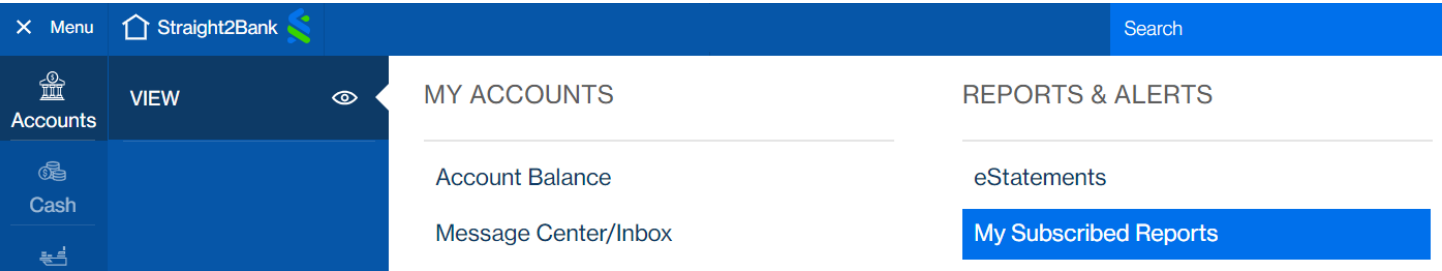 Menu
Straight2Bank
Search
Accounts
VIEW
MY ACCOUNTS
REPORTS & ALERTS
Account Balance
eStatements
Cash
Message Center/Inbox
My Subscribed Reports